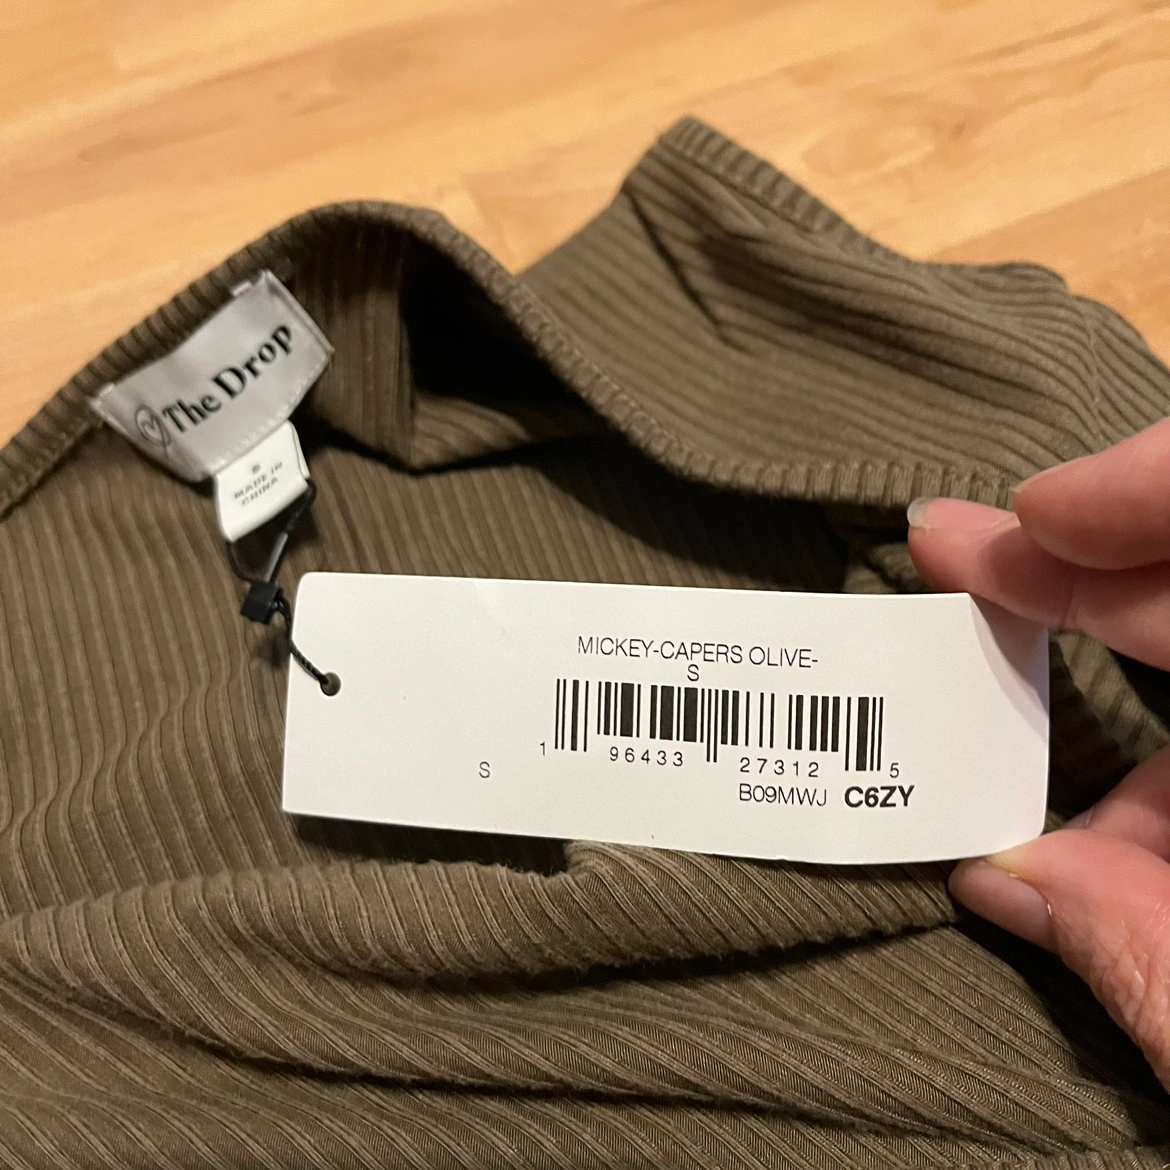 The Drop
S
MADE IN
CHINA
MICKEY-CAPERS OLIVE-
S
1 96433 27312 5
S
B09MWJ C6ZY